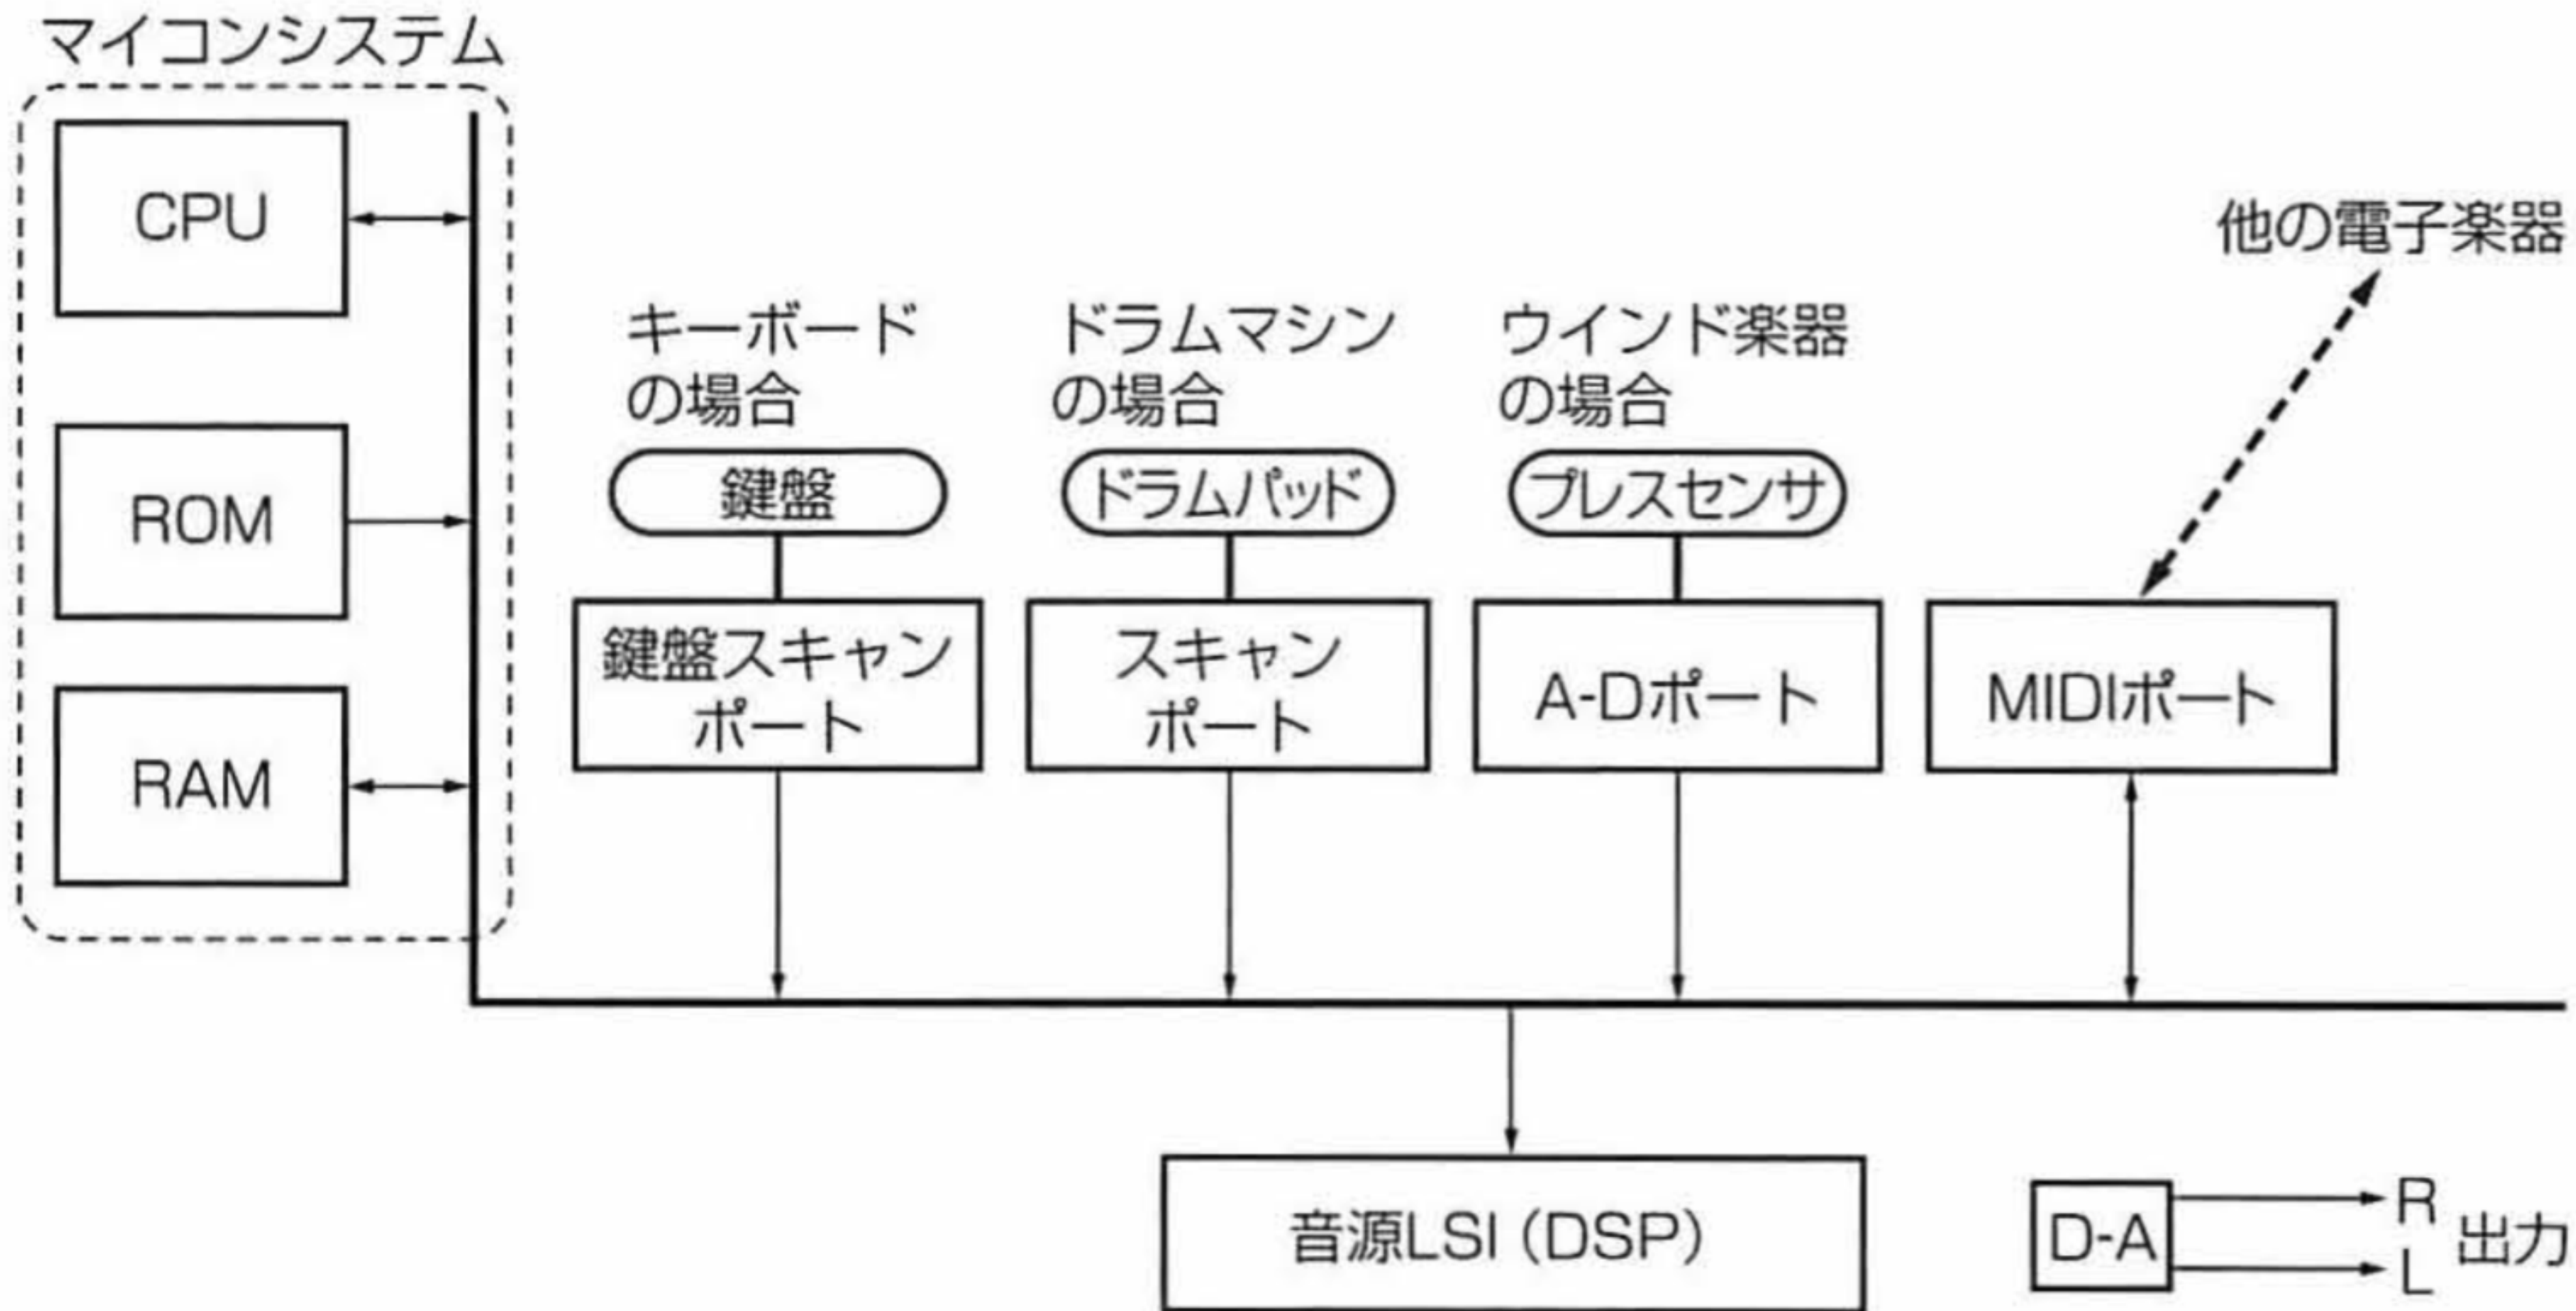 マイコンシステム
CPU
ROM
RAM
キーボード
の場合
鍵盤
鍵盤スキャン
ポート
ドラムマシン
の場合
ドラムパッド
スキャン
ポート
ウインド楽器
の場合
プレスセンサ
A-Dポート
他の電子楽器
MIDIポート
音源LSI（DSP）
D-A
R
L
出力